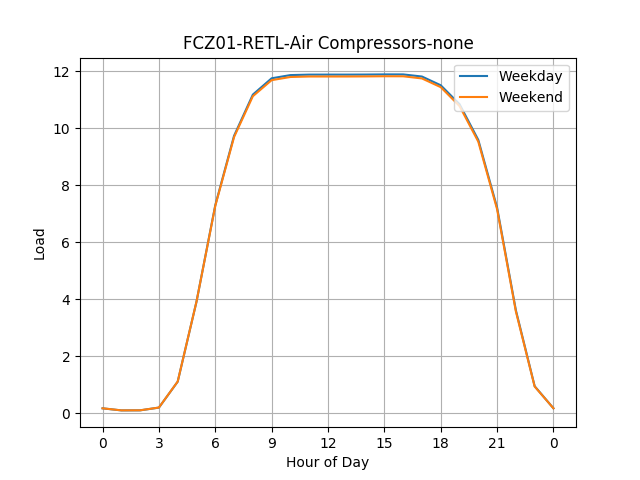 FCZ01-RETL-Air Compressors-none
Weekday
Weekend
Load
12
10
8
6
4
2
0
0 3 6 9 12 15 18 21 0
Hour of Day